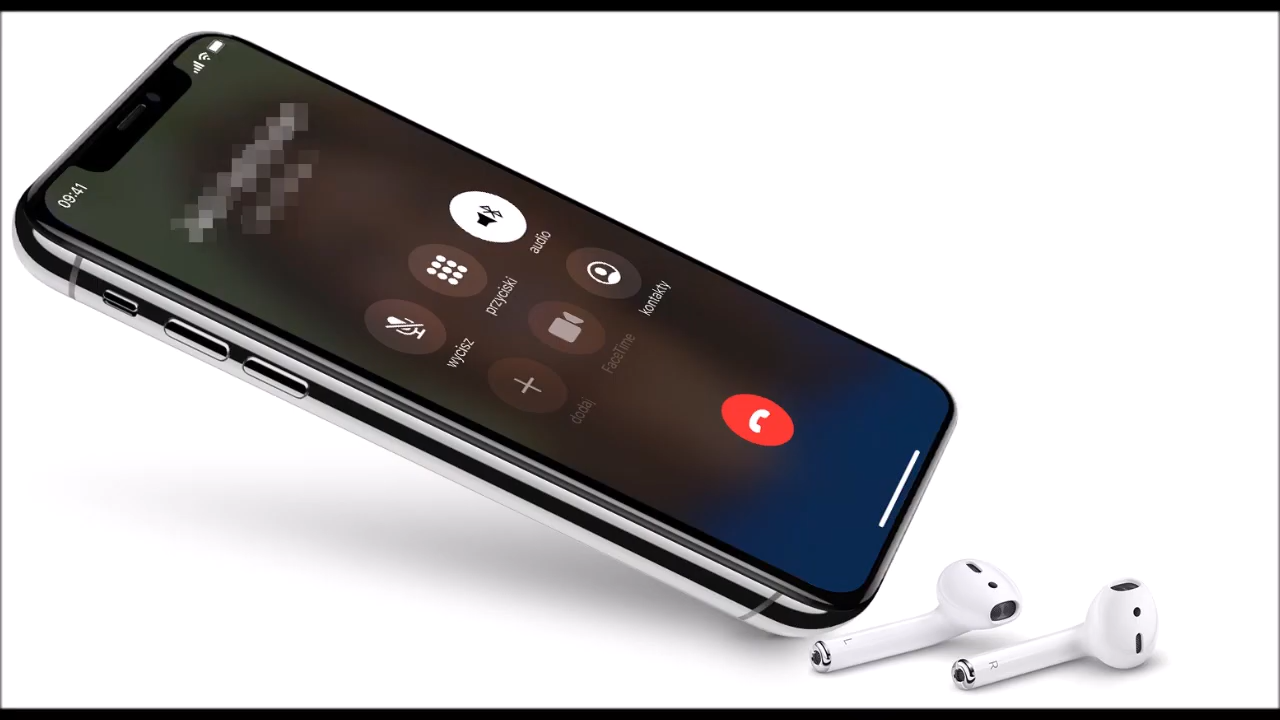 09:41
wycisz
przyciski
audio
dodaj
FaceTime
kontakty
L
R